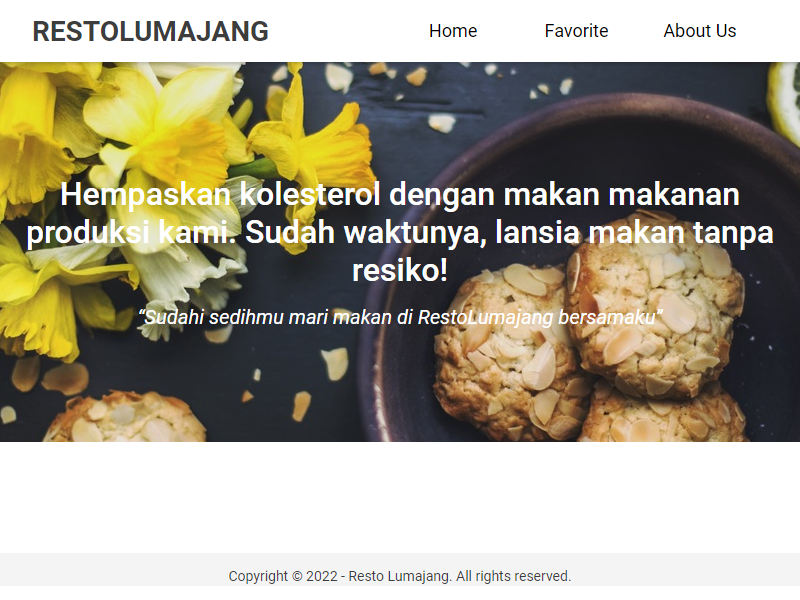 RESTOLUMAJANG
Home
Favorite
About Us
Hempaskan kolesterol dengan makan makanan
produksi kami. Sudah waktunya, lansia makan tanpa
resiko!
“Sudahi sedihmu mari makan di RestoLumajang bersamaku”
Copyright © 2022 - Resto Lumajang. All rights reserved.